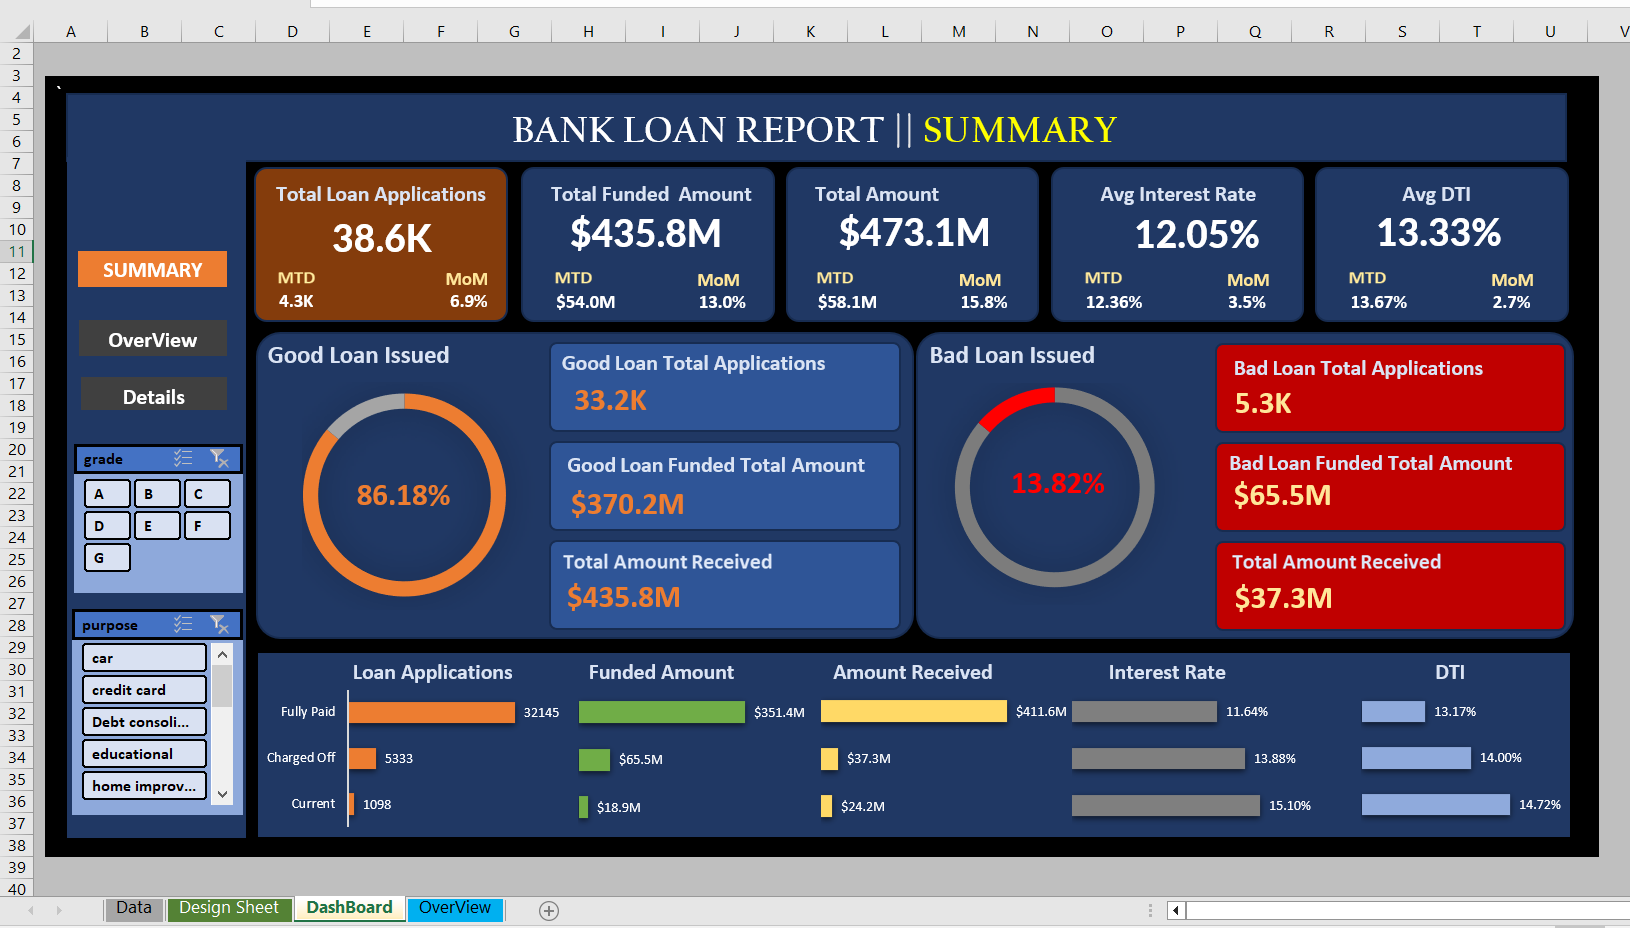 A B C D E F G H I J K L M N O P Q R S T U V
2
3
4
5
6
7
8
9
10
11
12
13
14
15
16
17
18
19
20
21
22
23
24
25
26
27
28
29
30
31
32
33
34
35
36
37
38
39
40
`
BANK LOAN REPORT || SUMMARY
SUMMARY
OverView
Details
grade
A B C
D E F
G
purpose
car
credit card
Debt consoli...
educational
home improv...
Total Loan Applications
38.6K
MTD MoM
4.3K 6.9%
Total Funded Amount
$435.8M
MTD MoM
$54.0M 13.0%
Total Amount
$473.1M
MTD MoM
$58.1M 15.8%
Avg Interest Rate
12.05%
MTD MoM
12.36% 3.5%
Avg DTI
13.33%
MTD MoM
13.67% 2.7%
Good Loan Issued
86.18%
Good Loan Total Applications
33.2K
Good Loan Funded Total Amount
$370.2M
Total Amount Received
$435.8M
Bad Loan Issued
13.82%
Bad Loan Total Applications
5.3K
Bad Loan Funded Total Amount
$65.5M
Total Amount Received
$37.3M
Loan Applications Funded Amount Amount Received Interest Rate DTI
Fully Paid 32145 $351.4M $411.6M 11.64% 13.17%
Charged Off 5333 $65.5M $37.3M 13.88% 14.00%
Current 1098 $18.9M $24.2M 15.10% 14.72%
Data Design Sheet DashBoard OverView